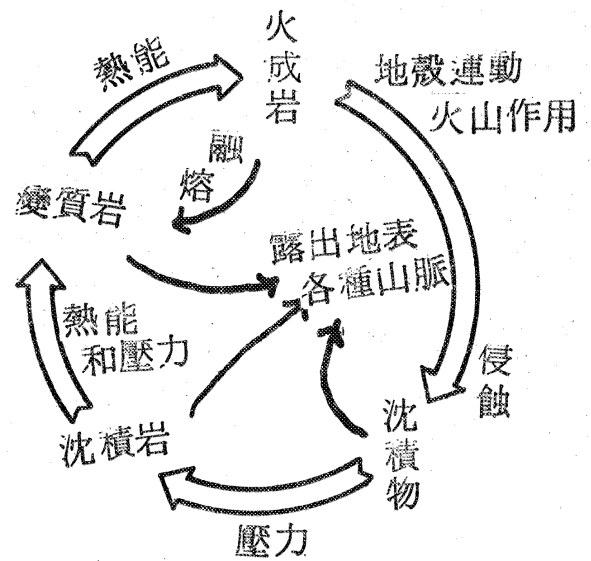 火成岩
熱能
地殼運動
火山作用
融熔
變質岩
露出地表
各種山脈
熱能
和壓力
侵蝕
沈積岩
沈積物
壓力